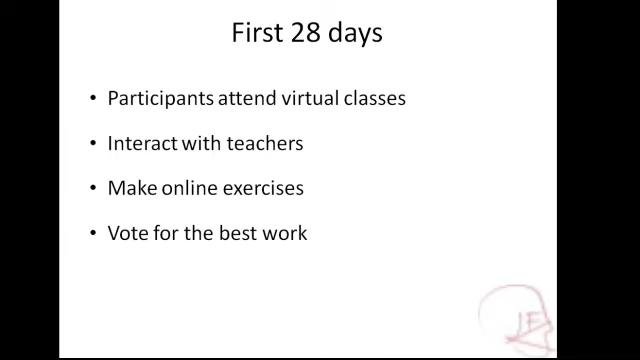 First 28 days
• Participants attend virtual classes
• Interact with teachers
• Make online exercises
• Vote for the best work